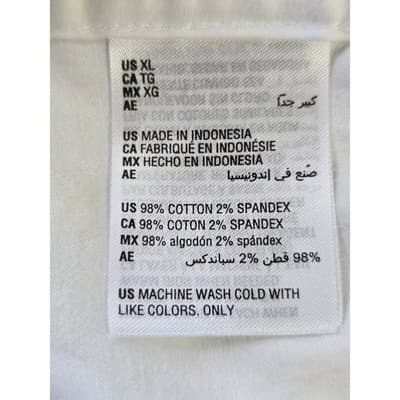 US XL
CA TG
MX XG
AE كبير جداً
US MADE IN INDONESIA
CA FABRIQUÉ EN INDONÉSIE
MX HECHO EN INDONESIA
AE صُنع في إندونيسيا
US 98% COTTON 2% SPANDEX
CA 98% COTON 2% SPANDEX
MX 98% algodón 2% spándex
AE 98% قطن 2% سباندكس
US MACHINE WASH COLD WITH
LIKE COLORS. ONLY